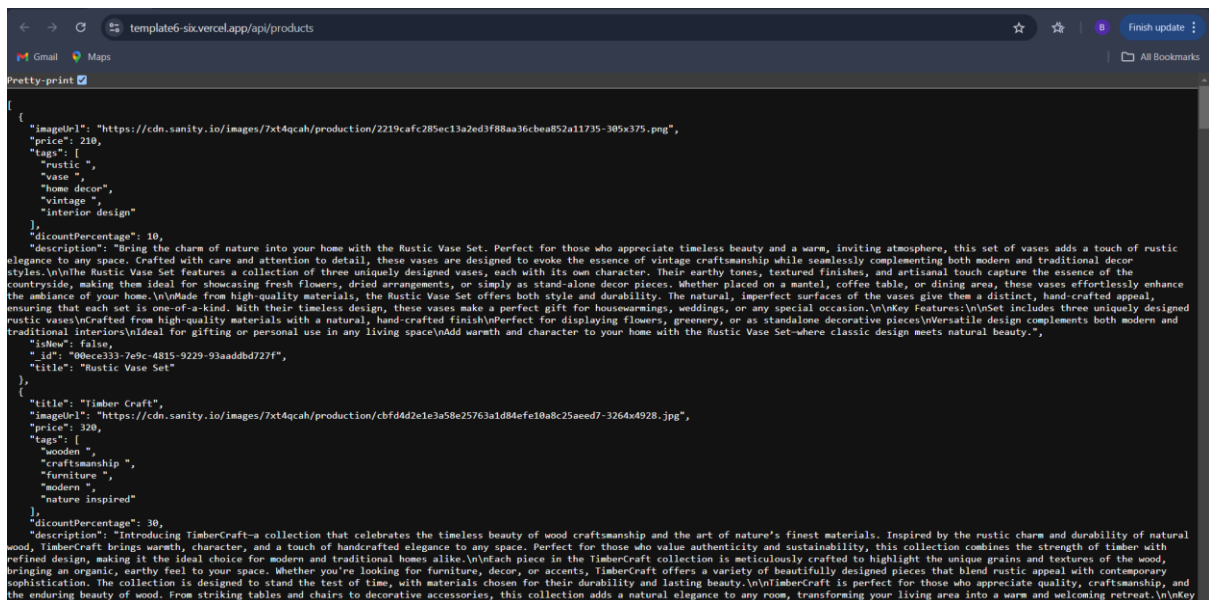 template6-six.vercel.app/api/products
B
Finish update
Gmail
Maps
All Bookmarks
Pretty-print
[
  {
    "imageUrl": "https://cdn.sanity.io/images/7xt4qcah/production/2219cafc285ec13a2ed3f88aa36cbea852a11735-305x375.png",
    "price": 210,
    "tags": [
      "rustic ",
      "vase ",
      "home decor",
      "vintage ",
      "interior design"
    ],
    "dicountPercentage": 10,
    "description": "Bring the charm of nature into your home with the Rustic Vase Set. Perfect for those who appreciate timeless beauty and a warm, inviting atmosphere, this set of vases adds a touch of rustic
elegance to any space. Crafted with care and attention to detail, these vases are designed to evoke the essence of vintage craftsmanship while seamlessly complementing both modern and traditional decor
styles.\n\nThe Rustic Vase Set features a collection of three uniquely designed vases, each with its own character. Their earthy tones, textured finishes, and artisanal touch capture the essence of the
countryside, making them ideal for showcasing fresh flowers, dried arrangements, or simply as stand-alone decor pieces. Whether placed on a mantel, coffee table, or dining area, these vases effortlessly enhance
the ambiance of your home.\n\nMade from high-quality materials, the Rustic Vase Set offers both style and durability. The natural, imperfect surfaces of the vases give them a distinct, hand-crafted appeal,
ensuring that each set is one-of-a-kind. With their timeless design, these vases make a perfect gift for housewarmings, weddings, or any special occasion.\n\nKey Features:\n\nSet includes three uniquely designed
rustic vases\nCrafted from high-quality materials with a natural, hand-crafted finish\nPerfect for displaying flowers, greenery, or as standalone decorative pieces\nVersatile design complements both modern and
traditional interiors\nIdeal for gifting or personal use in any living space\nAdd warmth and character to your home with the Rustic Vase Set—where classic design meets natural beauty.",
    "isNew": false,
    "_id": "00ece333-7e9c-4815-9229-93aaddbd727f",
    "title": "Rustic Vase Set"
  },
  {
    "title": "Timber Craft",
    "imageUrl": "https://cdn.sanity.io/images/7xt4qcah/production/cbfd4d2e1e3a58e25763a1d84efe10a8c25aeed7-3264x4928.jpg",
    "price": 320,
    "tags": [
      "wooden ",
      "craftsmanship ",
      "furniture ",
      "modern ",
      "nature inspired"
    ],
    "dicountPercentage": 30,
    "description": "Introducing TimberCraft—a collection that celebrates the timeless beauty of wood craftsmanship and the art of nature's finest materials. Inspired by the rustic charm and durability of natural
wood, TimberCraft brings warmth, character, and a touch of handcrafted elegance to any space. Perfect for those who value authenticity and sustainability, this collection combines the strength of timber with
refined design, making it the ideal choice for modern and traditional homes alike.\n\nEach piece in the TimberCraft collection is meticulously crafted to highlight the unique grains and textures of the wood,
bringing an organic, earthy feel to your space. Whether you're looking for furniture, decor, or accents, TimberCraft offers a variety of beautifully designed pieces that blend rustic appeal with contemporary
sophistication. The collection is designed to stand the test of time, with materials chosen for their durability and lasting beauty.\n\nTimberCraft is perfect for those who appreciate quality, craftsmanship, and
the enduring beauty of wood. From striking tables and chairs to decorative accessories, this collection adds a natural elegance to any room, transforming your living area into a warm and welcoming retreat.\n\nKey